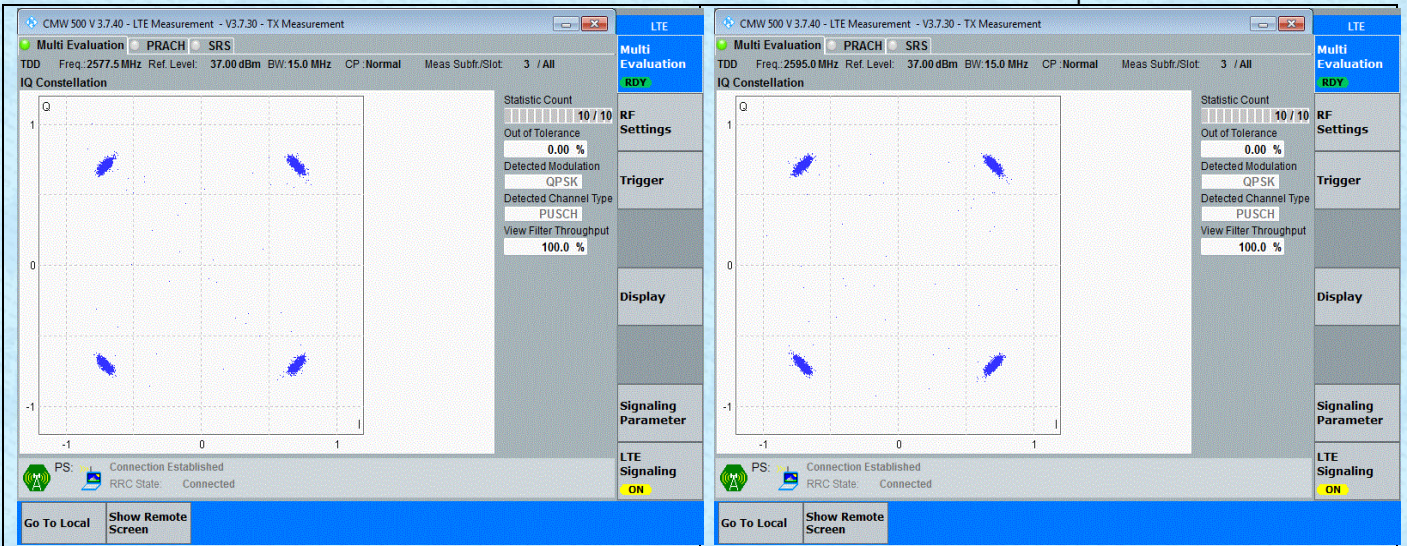 CMW 500 V 3.7.40 - LTE Measurement - V3.7.30 - TX Measurement
LTE
Multi Evaluation PRACH SRS
Multi Evaluation
RDY
TDD Freq.:2577.5 MHz Ref. Level: 37.00 dBm BW:15.0 MHz CP :Normal Meas Subfr./Slot: 3 / All
IQ Constellation
Q
1
0
-1
-1 0 1
I
Statistic Count
10 / 10
Out of Tolerance
0.00 %
Detected Modulation
QPSK
Detected Channel Type
PUSCH
View Filter Throughput
100.0 %
RF
Settings
Trigger
Display
Signaling
Parameter
LTE
Signaling
ON
PS: Connection Established
RRC State: Connected
Go To Local
Show Remote
Screen
CMW 500 V 3.7.40 - LTE Measurement - V3.7.30 - TX Measurement
LTE
Multi Evaluation PRACH SRS
Multi
Evaluation
RDY
TDD Freq.:2595.0 MHz Ref. Level: 37.00 dBm BW:15.0 MHz CP :Normal Meas Subfr./Slot: 3 / All
IQ Constellation
Q
1
0
-1
-1 0 1
I
Statistic Count
10 / 10
Out of Tolerance
0.00 %
Detected Modulation
QPSK
Detected Channel Type
PUSCH
View Filter Throughput
100.0 %
RF
Settings
Trigger
Display
Signaling
Parameter
LTE
Signaling
ON
PS: Connection Established
RRC State: Connected
Go To Local
Show Remote
Screen